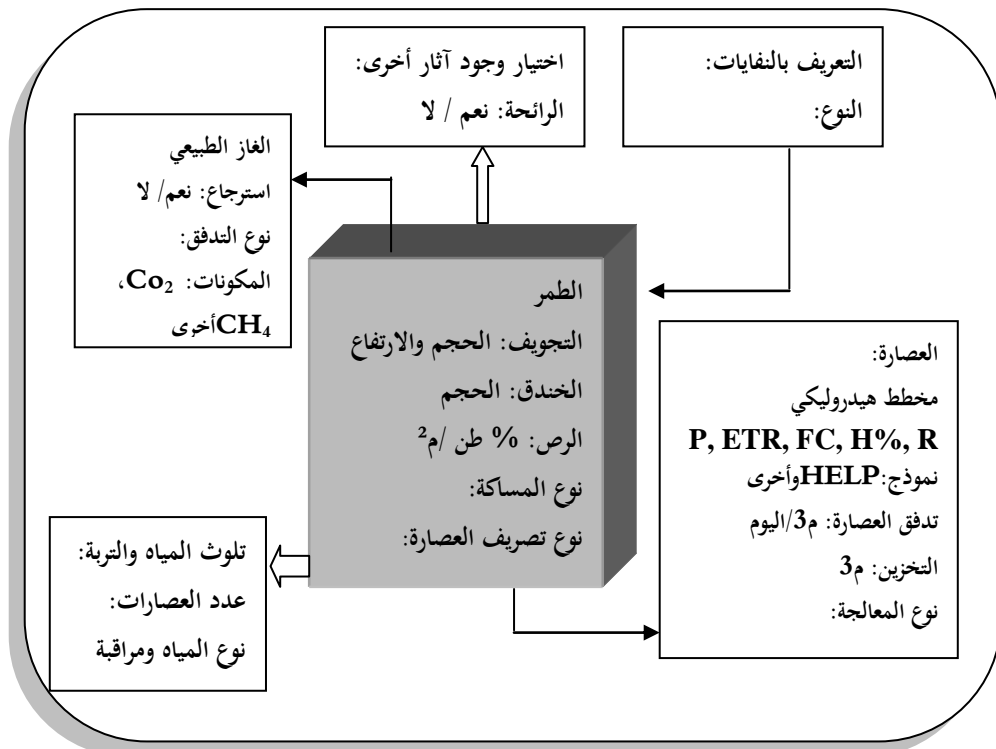 التعريف بالنفايات:
النوع:
اختيار وجود آثار أخرى:
الرائحة: نعم / لا
الغاز الطبيعي
استرجاع: نعم/ لا
نوع التدفق:
المكونات: Co₂،
CH₄أخرى
الطمر
التجويف: الحجم والارتفاع
الخندق: الحجم
الرص: % طن /م²
نوع المساكة:
نوع تصريف العصارة:
العصارة:
مخطط هيدروليكي
P, ETR, FC, H%, R
نموذج:HELPوأخرى
تدفق العصارة: م3/اليوم
التخزين: م3
نوع المعالجة:
تلوث المياه والتربة:
عدد العصارات:
نوع المياه ومراقبة